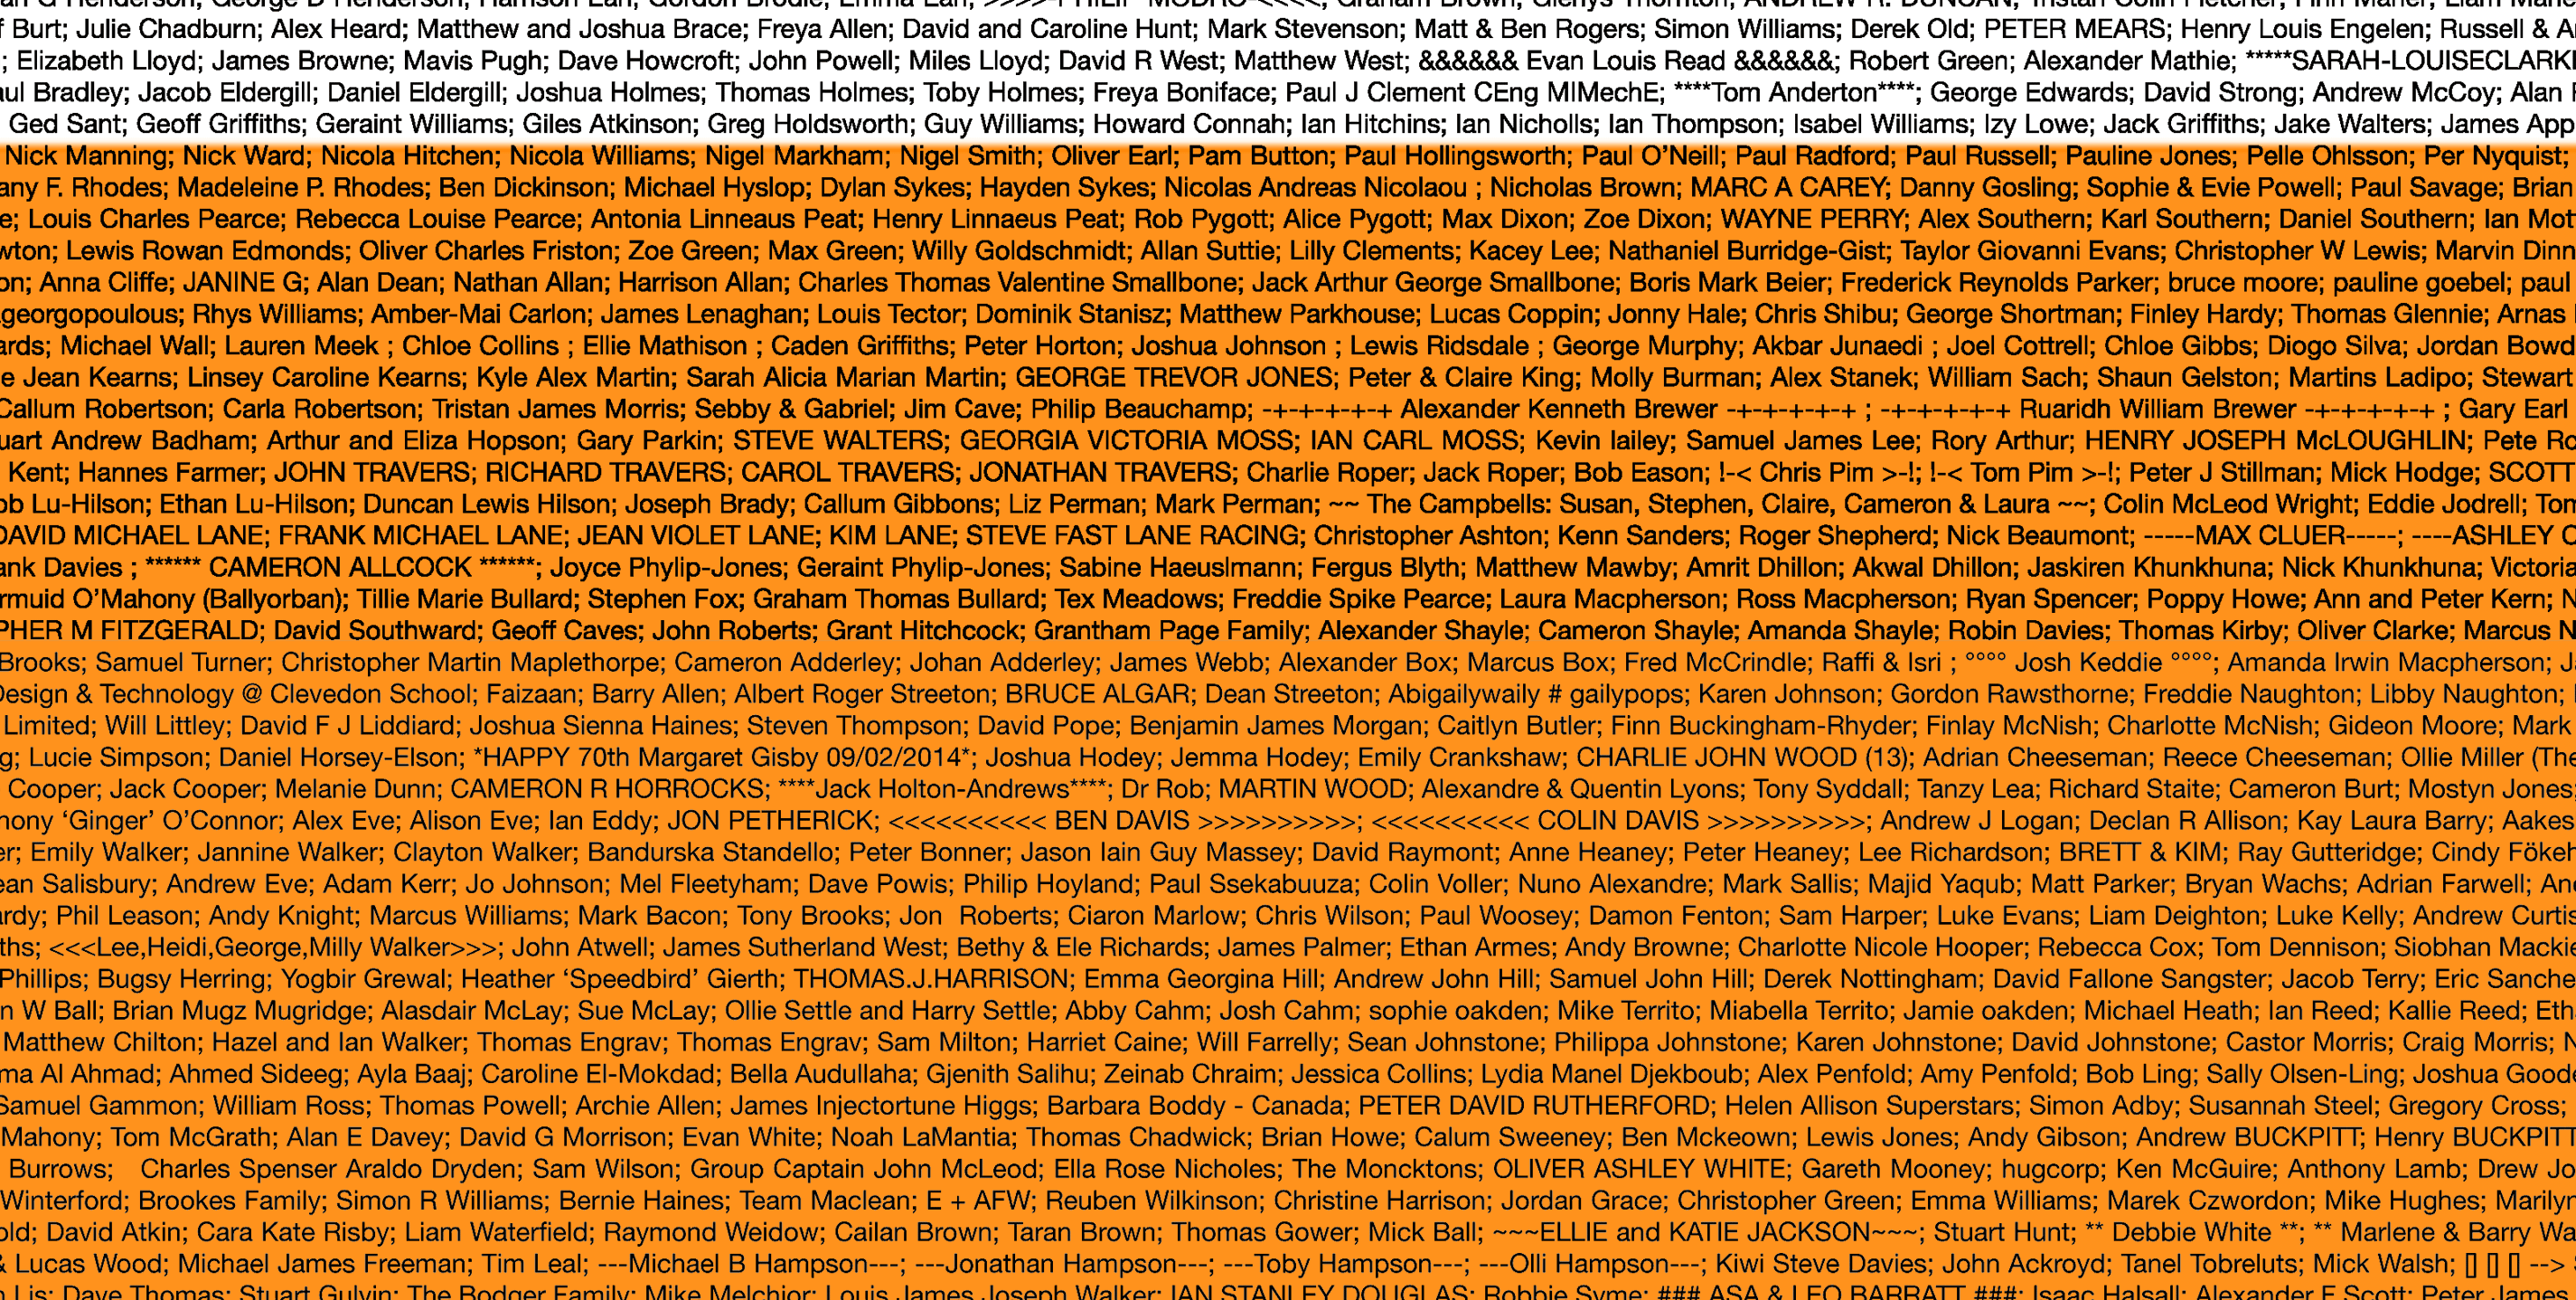 Burt; Julie Chadburn; Alex Heard; Matthew and Joshua Brace; Freya Allen; David and Caroline Hunt; Mark Stevenson; Matt & Ben Rogers; Simon Williams; Derek Old; PETER MEARS; Henry Louis Engelen; Russell &
; Elizabeth Lloyd; James Browne; Mavis Pugh; Dave Howcroft; John Powell; Miles Lloyd; David R West; Matthew West; &&&&&& Evan Louis Read &&&&&&; Robert Green; Alexander Mathie; *****SARAH-LOUISECLARK
aul Bradley; Jacob Eldergill; Daniel Eldergill; Joshua Holmes; Thomas Holmes; Toby Holmes; Freya Boniface; Paul J Clement CEng MIMechE; ****Tom Anderton****; George Edwards; David Strong; Andrew McCoy; Alan
Ged Sant; Geoff Griffiths; Geraint Williams; Giles Atkinson; Greg Holdsworth; Guy Williams; Howard Connah; Ian Hitchins; Ian Nicholls; Ian Thompson; Isabel Williams; Izy Lowe; Jack Griffiths; Jake Walters; James App
Nick Manning; Nick Ward; Nicola Hitchen; Nicola Williams; Nigel Markham; Nigel Smith; Oliver Earl; Pam Button; Paul Hollingsworth; Paul O’Neill; Paul Radford; Paul Russell; Pauline Jones; Pelle Ohlsson; Per Nyquist;
any F. Rhodes; Madeleine P. Rhodes; Ben Dickinson; Michael Hyslop; Dylan Sykes; Hayden Sykes; Nicolas Andreas Nicolaou ; Nicholas Brown; MARC A CAREY; Danny Gosling; Sophie & Evie Powell; Paul Savage; Brian
e; Louis Charles Pearce; Rebecca Louise Pearce; Antonia Linneaus Peat; Henry Linnaeus Peat; Rob Pygott; Alice Pygott; Max Dixon; Zoe Dixon; WAYNE PERRY; Alex Southern; Karl Southern; Daniel Southern; Ian Mot
wton; Lewis Rowan Edmonds; Oliver Charles Friston; Zoe Green; Max Green; Willy Goldschmidt; Allan Suttie; Lilly Clements; Kacey Lee; Nathaniel Burridge-Gist; Taylor Giovanni Evans; Christopher W Lewis; Marvin Dinn
on; Anna Cliffe; JANINE G; Alan Dean; Nathan Allan; Harrison Allan; Charles Thomas Valentine Smallbone; Jack Arthur George Smallbone; Boris Mark Beier; Frederick Reynolds Parker; bruce moore; pauline goebel; paul
georgopoulous; Rhys Williams; Amber-Mai Carlon; James Lenaghan; Louis Tector; Dominik Stanisz; Matthew Parkhouse; Lucas Coppin; Jonny Hale; Chris Shibu; George Shortman; Finley Hardy; Thomas Glennie; Arnas
ards; Michael Wall; Lauren Meek ; Chloe Collins ; Ellie Mathison ; Caden Griffiths; Peter Horton; Joshua Johnson ; Lewis Ridsdale ; George Murphy; Akbar Junaedi ; Joel Cottrell; Chloe Gibbs; Diogo Silva; Jordan Bowd
e Jean Kearns; Linsey Caroline Kearns; Kyle Alex Martin; Sarah Alicia Marian Martin; GEORGE TREVOR JONES; Peter & Claire King; Molly Burman; Alex Stanek; William Sach; Shaun Gelston; Martins Ladipo; Stewart
Callum Robertson; Carla Robertson; Tristan James Morris; Sebby & Gabriel; Jim Cave; Philip Beauchamp; -+-+-+-+-+ Alexander Kenneth Brewer -+-+-+-+-+ ; -+-+-+-+-+ Ruaridh William Brewer -+-+-+-+-+ ; Gary Earl
uart Andrew Badham; Arthur and Eliza Hopson; Gary Parkin; STEVE WALTERS; GEORGIA VICTORIA MOSS; IAN CARL MOSS; Kevin lailey; Samuel James Lee; Rory Arthur; HENRY JOSEPH McLOUGHLIN; Pete Ro
Kent; Hannes Farmer; JOHN TRAVERS; RICHARD TRAVERS; CAROL TRAVERS; JONATHAN TRAVERS; Charlie Roper; Jack Roper; Bob Eason; !-< Chris Pim >-!; !-< Tom Pim >-!; Peter J Stillman; Mick Hodge; SCOTT
ob Lu-Hilson; Ethan Lu-Hilson; Duncan Lewis Hilson; Joseph Brady; Callum Gibbons; Liz Perman; Mark Perman; ~~ The Campbells: Susan, Stephen, Claire, Cameron & Laura ~~; Colin McLeod Wright; Eddie Jodrell; Tom
DAVID MICHAEL LANE; FRANK MICHAEL LANE; JEAN VIOLET LANE; KIM LANE; STEVE FAST LANE RACING; Christopher Ashton; Kenn Sanders; Roger Shepherd; Nick Beaumont; -----MAX CLUER-----; ----ASHLEY
ank Davies ; ****** CAMERON ALLCOCK ******; Joyce Phylip-Jones; Geraint Phylip-Jones; Sabine Haeuslmann; Fergus Blyth; Matthew Mawby; Amrit Dhillon; Akwal Dhillon; Jaskiren Khunkhuna; Nick Khunkhuna; Victoria
rmuid O’Mahony (Ballyorban); Tillie Marie Bullard; Stephen Fox; Graham Thomas Bullard; Tex Meadows; Freddie Spike Pearce; Laura Macpherson; Ross Macpherson; Ryan Spencer; Poppy Howe; Ann and Peter Kern;
PHER M FITZGERALD; David Southward; Geoff Caves; John Roberts; Grant Hitchcock; Grantham Page Family; Alexander Shayle; Cameron Shayle; Amanda Shayle; Robin Davies; Thomas Kirby; Oliver Clarke; Marcus
Brooks; Samuel Turner; Christopher Martin Maplethorpe; Cameron Adderley; Johan Adderley; James Webb; Alexander Box; Marcus Box; Fred McCrindle; Raffi & Isri ; °°°° Josh Keddie °°°°; Amanda Irwin Macpherson;
Design & Technology @ Clevedon School; Faizaan; Barry Allen; Albert Roger Streeton; BRUCE ALGAR; Dean Streeton; Abigailywaily # gailypops; Karen Johnson; Gordon Rawsthorne; Freddie Naughton; Libby Naughton;
Limited; Will Littley; David F J Liddiard; Joshua Sienna Haines; Steven Thompson; David Pope; Benjamin James Morgan; Caitlyn Butler; Finn Buckingham-Rhyder; Finlay McNish; Charlotte McNish; Gideon Moore; Mark
g; Lucie Simpson; Daniel Horsey-Elson; *HAPPY 70th Margaret Gisby 09/02/2014*; Joshua Hodey; Jemma Hodey; Emily Crankshaw; CHARLIE JOHN WOOD (13); Adrian Cheeseman; Reece Cheeseman; Ollie Miller (The
Cooper; Jack Cooper; Melanie Dunn; CAMERON R HORROCKS; ****Jack Holton-Andrews****; Dr Rob; MARTIN WOOD; Alexandre & Quentin Lyons; Tony Syddall; Tanzy Lea; Richard Staite; Cameron Burt; Mostyn Jones;
hony ‘Ginger’ O’Connor; Alex Eve; Alison Eve; Ian Eddy; JON PETHERICK; <<<<<<<<<< BEN DAVIS >>>>>>>>>>; <<<<<<<<<< COLIN DAVIS >>>>>>>>>>; Andrew J Logan; Declan R Allison; Kay Laura Barry; Aakes
er; Emily Walker; Jannine Walker; Clayton Walker; Bandurska Standello; Peter Bonner; Jason Iain Guy Massey; David Raymont; Anne Heaney; Peter Heaney; Lee Richardson; BRETT & KIM; Ray Gutteridge; Cindy Föke
ean Salisbury; Andrew Eve; Adam Kerr; Jo Johnson; Mel Fleetyham; Dave Powis; Philip Hoyland; Paul Ssekabuuza; Colin Voller; Nuno Alexandre; Mark Sallis; Majid Yaqub; Matt Parker; Bryan Wachs; Adrian Farwell; An
ardy; Phil Leason; Andy Knight; Marcus Williams; Mark Bacon; Tony Brooks; Jon  Roberts; Ciaron Marlow; Chris Wilson; Paul Woosey; Damon Fenton; Sam Harper; Luke Evans; Liam Deighton; Luke Kelly; Andrew Curtis
ths; <<<Lee,Heidi,George,Milly Walker>>>; John Atwell; James Sutherland West; Bethy & Ele Richards; James Palmer; Ethan Armes; Andy Browne; Charlotte Nicole Hooper; Rebecca Cox; Tom Dennison; Siobhan Mackie
Phillips; Bugsy Herring; Yogbir Grewal; Heather ‘Speedbird’ Gierth; THOMAS.J.HARRISON; Emma Georgina Hill; Andrew John Hill; Samuel John Hill; Derek Nottingham; David Fallone Sangster; Jacob Terry; Eric Sanche
n W Ball; Brian Mugz Mugridge; Alasdair McLay; Sue McLay; Ollie Settle and Harry Settle; Abby Cahm; Josh Cahm; sophie oakden; Mike Territo; Miabella Territo; Jamie oakden; Michael Heath; Ian Reed; Kallie Reed; Eth
Matthew Chilton; Hazel and Ian Walker; Thomas Engrav; Thomas Engrav; Sam Milton; Harriet Caine; Will Farrelly; Sean Johnstone; Philippa Johnstone; Karen Johnstone; David Johnstone; Castor Morris; Craig Morris;
ma Al Ahmad; Ahmed Sideeg; Ayla Baaj; Caroline El-Mokdad; Bella Audullaha; Gjenith Salihu; Zeinab Chraim; Jessica Collins; Lydia Manel Djekboub; Alex Penfold; Amy Penfold; Bob Ling; Sally Olsen-Ling; Joshua Goode
Samuel Gammon; William Ross; Thomas Powell; Archie Allen; James Injectortune Higgs; Barbara Boddy - Canada; PETER DAVID RUTHERFORD; Helen Allison Superstars; Simon Adby; Susannah Steel; Gregory Cross;
Mahony; Tom McGrath; Alan E Davey; David G Morrison; Evan White; Noah LaMantia; Thomas Chadwick; Brian Howe; Calum Sweeney; Ben Mckeown; Lewis Jones; Andy Gibson; Andrew BUCKPITT; Henry BUCKPITT
Burrows;   Charles Spenser Araldo Dryden; Sam Wilson; Group Captain John McLeod; Ella Rose Nicholes; The Moncktons; OLIVER ASHLEY WHITE; Gareth Mooney; hugcorp; Ken McGuire; Anthony Lamb; Drew Jo
Winterford; Brookes Family; Simon R Williams; Bernie Haines; Team Maclean; E + AFW; Reuben Wilkinson; Christine Harrison; Jordan Grace; Christopher Green; Emma Williams; Marek Czwordon; Mike Hughes; Marilyn
old; David Atkin; Cara Kate Risby; Liam Waterfield; Raymond Weidow; Cailan Brown; Taran Brown; Thomas Gower; Mick Ball; ~~~ELLIE and KATIE JACKSON~~~; Stuart Hunt; ** Debbie White **; ** Marlene & Barry Wa
& Lucas Wood; Michael James Freeman; Tim Leal; ---Michael B Hampson---; ---Jonathan Hampson---; ---Toby Hampson---; ---Olli Hampson---; Kiwi Steve Davies; John Ackroyd; Tanel Tobreluts; Mick Walsh; [] [] [] -->
Lis; Dave Thomas; Stuart Gulvin; The Bodger Family; Mike Melchior; Louis James Joseph Walker; IAN STANLEY DOUGLAS; Robbie Syme; ### ASA & LEO BARRATT ###; Isaac Halsall; Alexander F Scott; Peter James